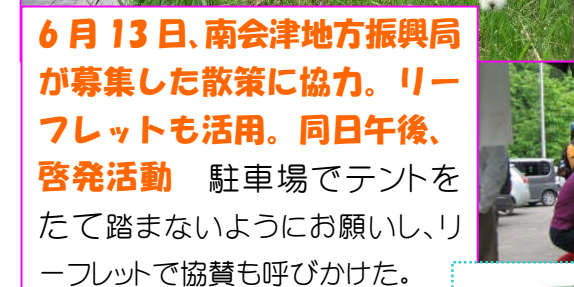 6月13日、南会津地方振興局
が募集した散策に協力。リー
フレットも活用。同日午後、
啓発活動　駐車場でテントを
たて踏まないようにお願いし、リ
ーフレットで協賛も呼びかけた。